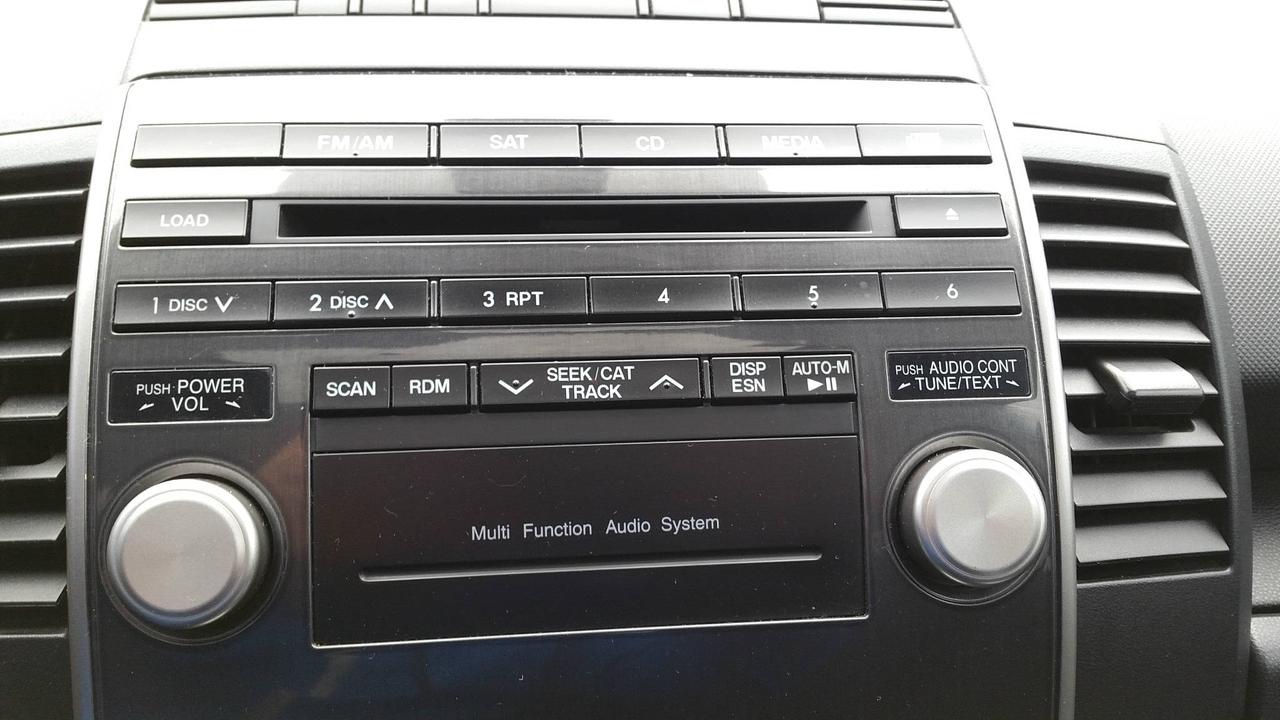 FM/AM SAT CD MEDIA
LOAD
1 DISC 2 DISC 3 RPT 4 5 6
PUSH POWER
VOL
SCAN RDM
SEEK/CAT
TRACK
DISP
ESN
AUTO-M
PUSH AUDIO CONT
TUNE/TEXT
Multi Function Audio System